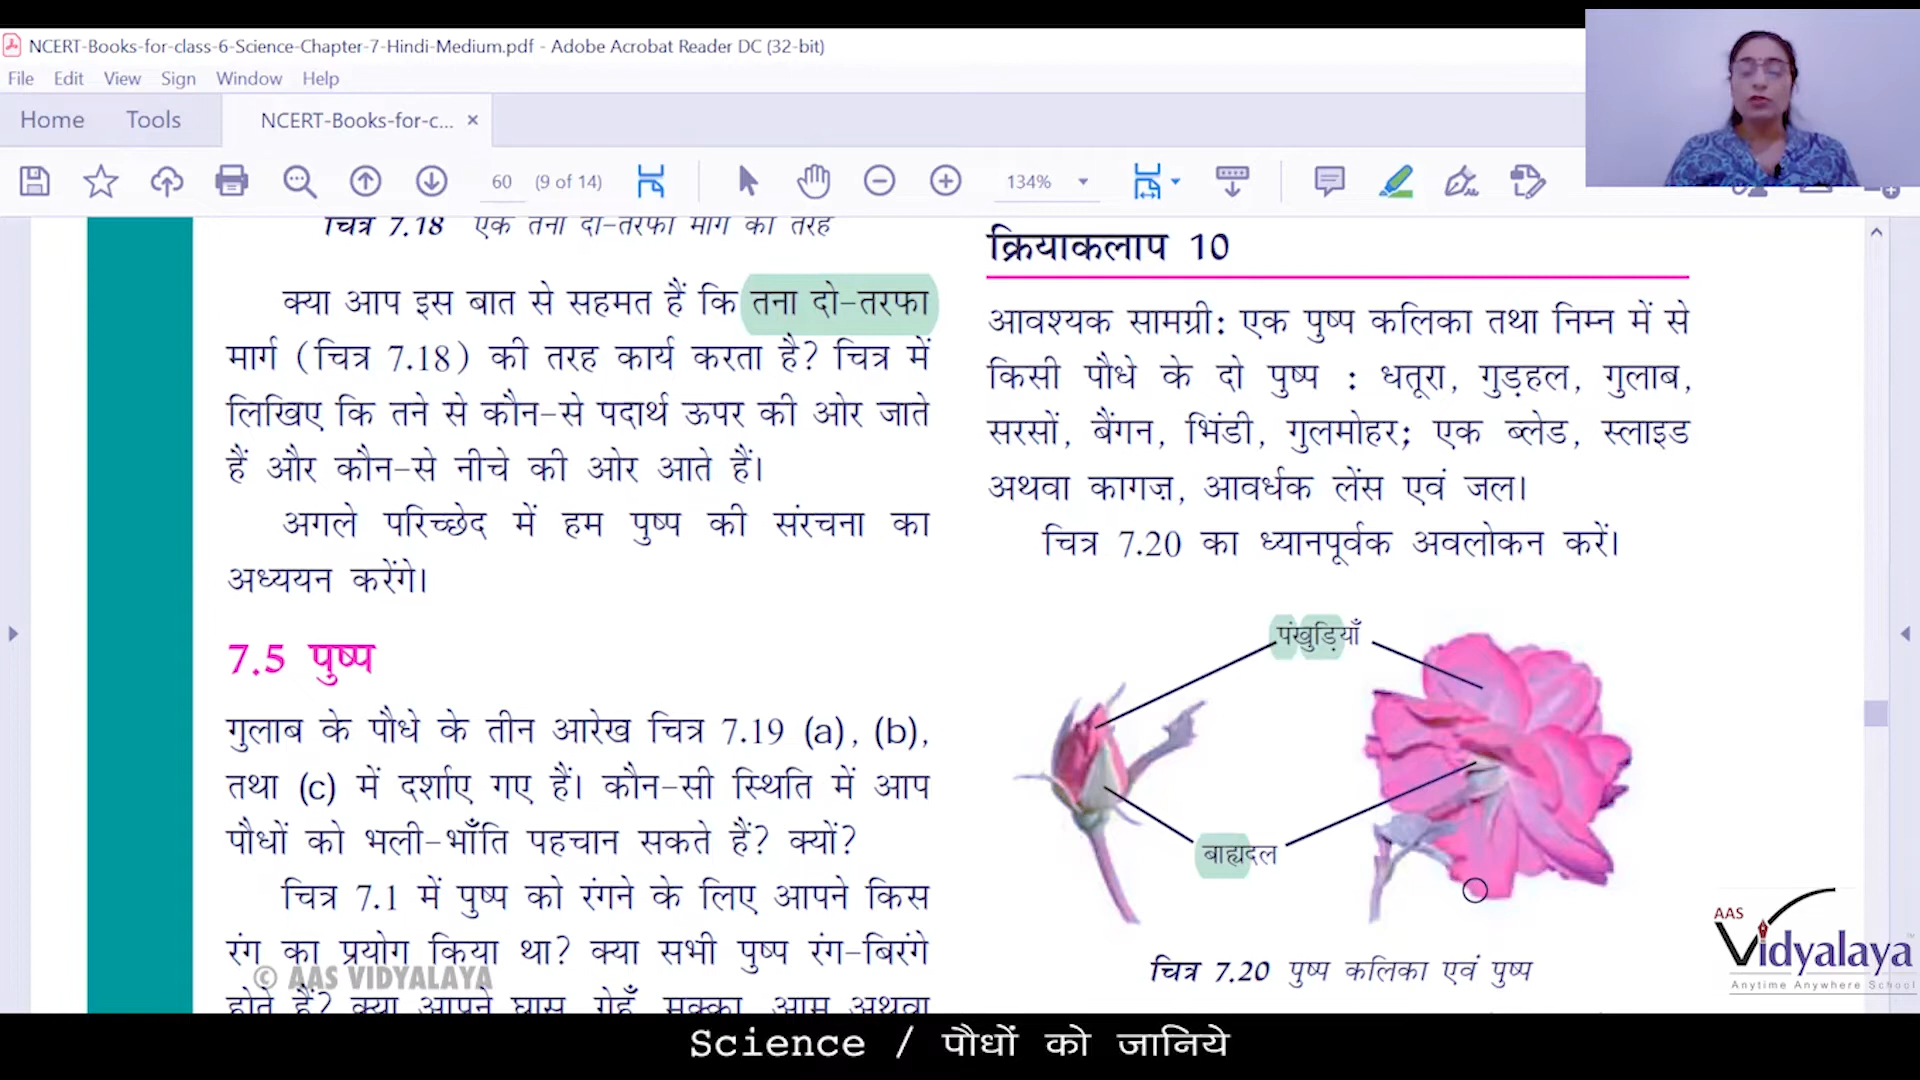 NCERT-Books-for-class-6-Science-Chapter-7-Hindi-Medium.pdf - Adobe Acrobat Reader DC (32-bit)
File Edit View Sign Window Help
Home Tools NCERT-Books-for-c... ×
60 (9 of 14) 134%
चित्र 7.18 एक तना दो-तरफा मार्ग की तरह
क्या आप इस बात से सहमत हैं कि तना दो-तरफा
मार्ग (चित्र 7.18) की तरह कार्य करता है? चित्र में
लिखिए कि तने से कौन-से पदार्थ ऊपर की ओर जाते
हैं और कौन-से नीचे की ओर आते हैं।
अगले परिच्छेद में हम पुष्प की संरचना का
अध्ययन करेंगे।
7.5 पुष्प
गुलाब के पौधे के तीन आरेख चित्र 7.19 (a), (b),
तथा (c) में दर्शाए गए हैं। कौन-सी स्थिति में आप
पौधों को भली-भाँति पहचान सकते हैं? क्यों?
चित्र 7.1 में पुष्प को रंगने के लिए आपने किस
रंग का प्रयोग किया था? क्या सभी पुष्प रंग-बिरंगे
होते हैं? क्या आपने घास, गेहूँ, मक्का, आम अथवा
© AAS VIDYALAYA
क्रियाकलाप 10
आवश्यक सामग्री: एक पुष्प कलिका तथा निम्न में से
किसी पौधे के दो पुष्प : धतूरा, गुड़हल, गुलाब,
सरसों, बैंगन, भिंडी, गुलमोहर; एक ब्लेड, स्लाइड
अथवा कागज़, आवर्धक लेंस एवं जल।
चित्र 7.20 का ध्यानपूर्वक अवलोकन करें।
पंखुड़ियाँ
बाह्यदल
चित्र 7.20 पुष्प कलिका एवं पुष्प
AAS
Vidyalaya
Anytime Anywhere School
Science / पौधों को जानिये